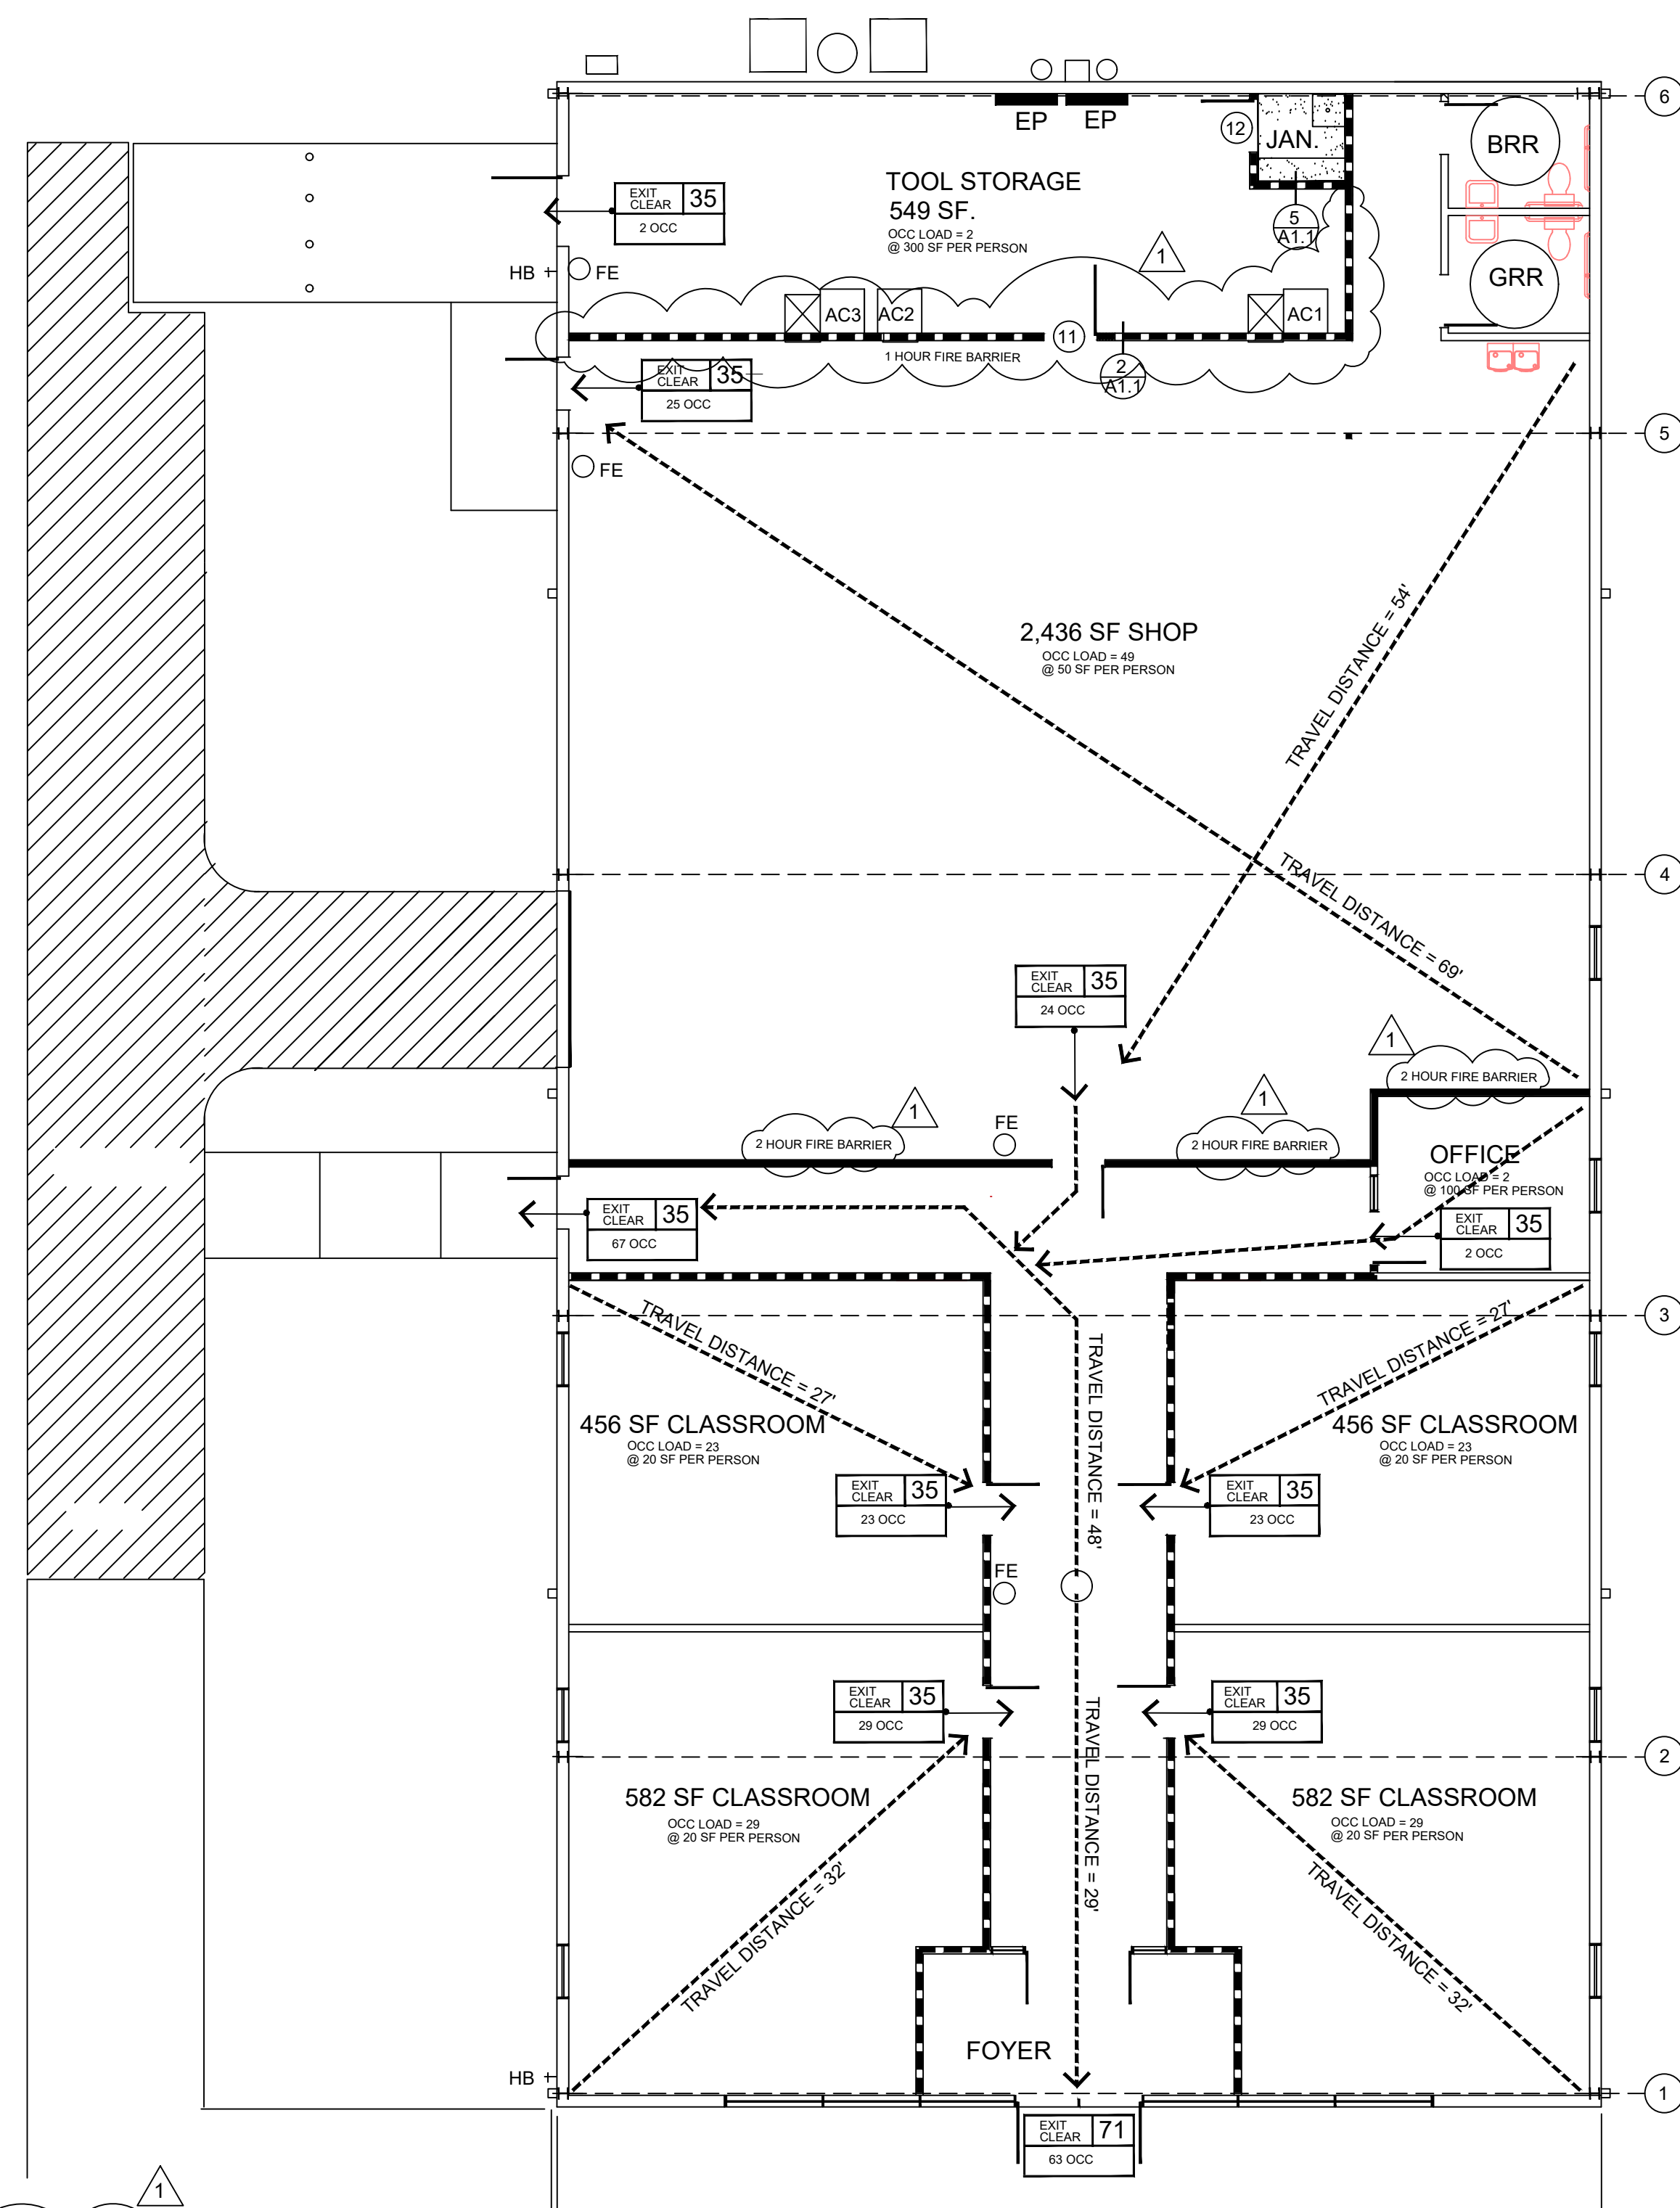 6
EP
EP
12
JAN.
BRR
EXIT
CLEAR
35
2 OCC
TOOL STORAGE
549 SF.
OCC LOAD = 2
@ 300 SF PER PERSON
5
A1.1
1
HB
FE
GRR
AC3
AC2
AC1
11
1 HOUR FIRE BARRIER
2
A1.1
EXIT
CLEAR
35
25 OCC
5
FE
2,436 SF SHOP
OCC LOAD = 49
@ 50 SF PER PERSON
TRAVEL DISTANCE = 54'
4
TRAVEL DISTANCE = 69'
EXIT
CLEAR
35
24 OCC
1
2 HOUR FIRE BARRIER
1
1
FE
2 HOUR FIRE BARRIER
2 HOUR FIRE BARRIER
OFFICE
OCC LOAD = 2
@ 100 SF PER PERSON
EXIT
CLEAR
35
67 OCC
EXIT
CLEAR
35
2 OCC
3
TRAVEL DISTANCE = 27'
TRAVEL DISTANCE = 27'
TRAVEL DISTANCE = 48'
456 SF CLASSROOM
OCC LOAD = 23
@ 20 SF PER PERSON
456 SF CLASSROOM
OCC LOAD = 23
@ 20 SF PER PERSON
EXIT
CLEAR
35
23 OCC
EXIT
CLEAR
35
23 OCC
FE
EXIT
CLEAR
35
29 OCC
EXIT
CLEAR
35
29 OCC
TRAVEL DISTANCE = 29'
2
582 SF CLASSROOM
OCC LOAD = 29
@ 20 SF PER PERSON
582 SF CLASSROOM
OCC LOAD = 29
@ 20 SF PER PERSON
TRAVEL DISTANCE = 32'
TRAVEL DISTANCE = 32'
FOYER
HB
1
EXIT
CLEAR
71
63 OCC
1